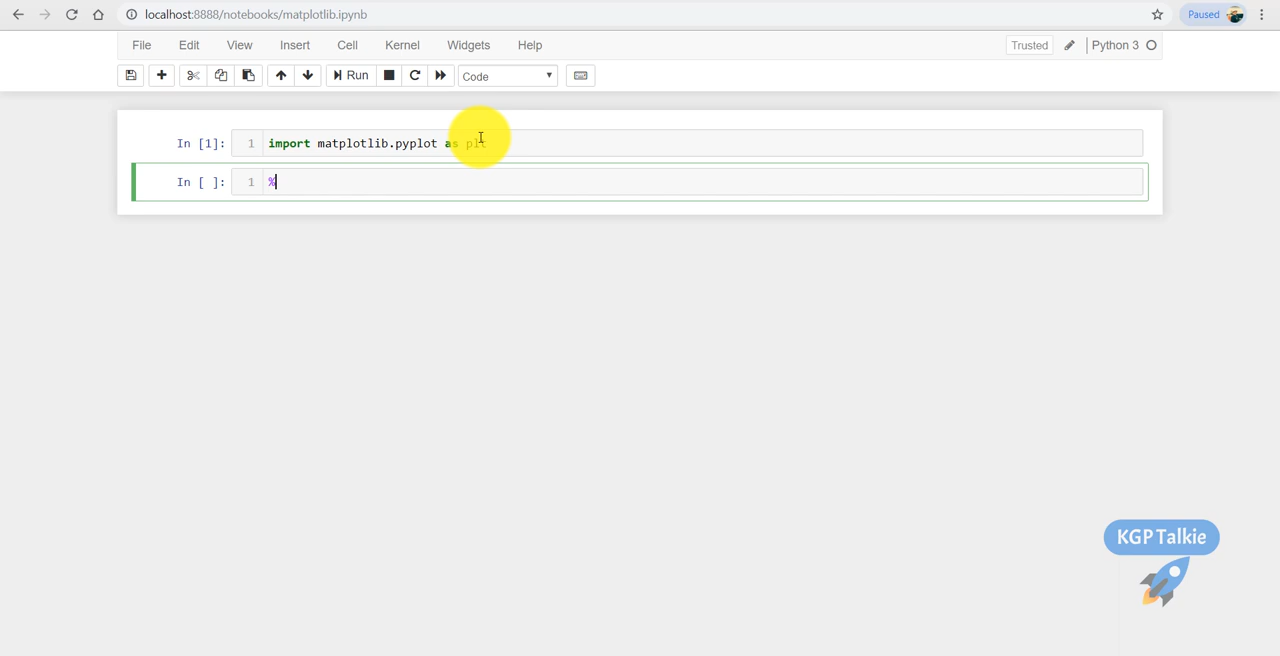 localhost:8888/notebooks/matplotlib.ipynb
Paused
File Edit View Insert Cell Kernel Widgets Help
Trusted Python 3
Run Code
In [1]: 1 import matplotlib.pyplot as plt
In [ ]: 1 %
KGP Talkie